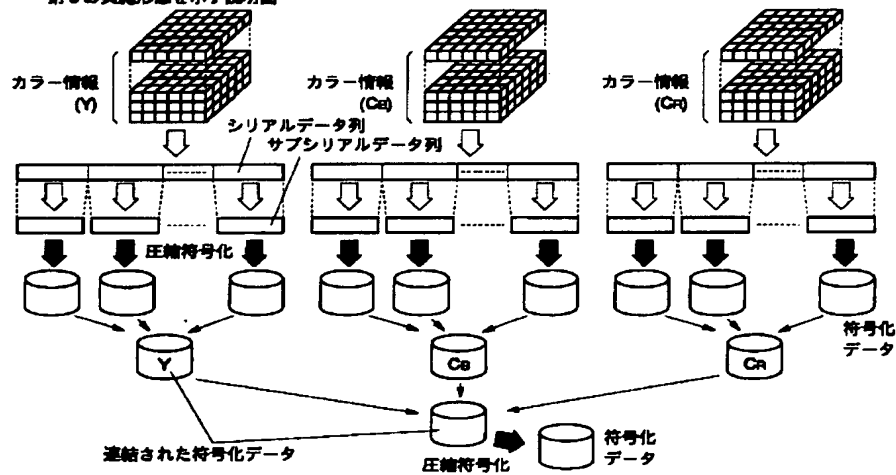 カラー情報
(Y)
カラー情報
(CB)
カラー情報
(CR)
シリアルデータ列
サブシリアルデータ列
圧縮符号化
符号化
データ
Y
CB
CR
連結された符号化データ
圧縮符号化
符号化
データ